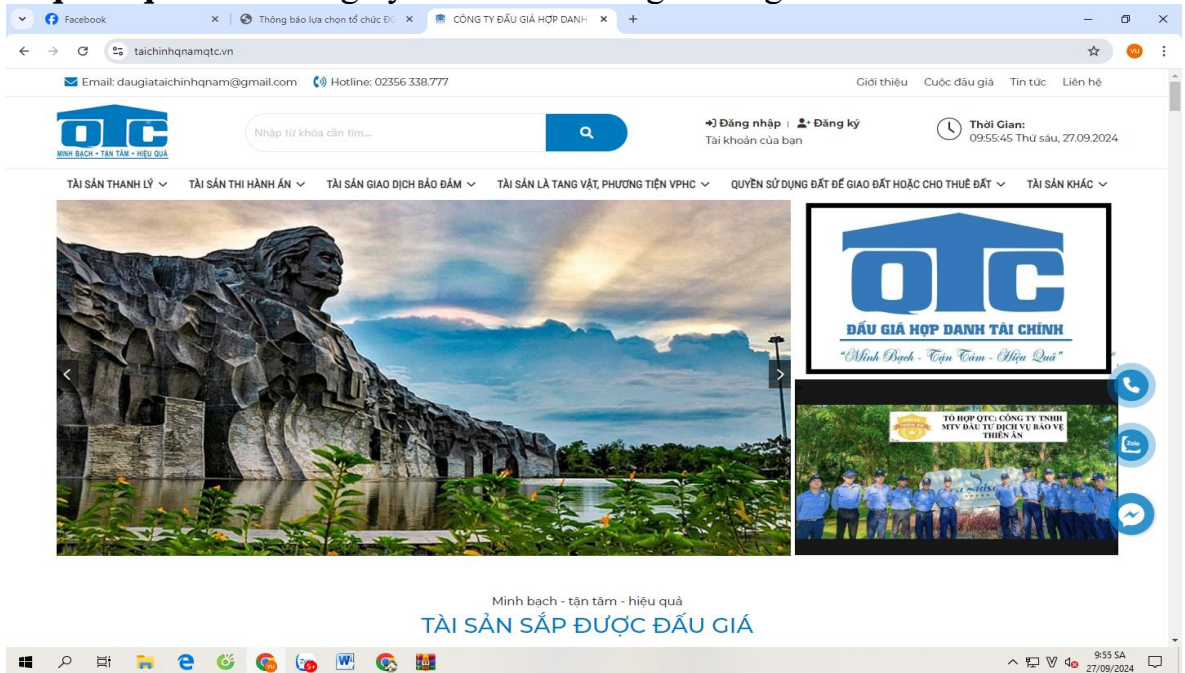 Facebook
Thông báo lựa chọn tổ chức ĐG
CÔNG TY ĐẤU GIÁ HỢP DANH
taichinhqnamqtc.vn
VU
Email: daugiataichinhqnam@gmail.com
Hotline: 02356 338.777
Giới thiệu
Cuộc đấu giá
Tin tức
Liên hệ
QTC
MINH BẠCH - TẬN TÂM - HIỆU QUẢ
Nhập từ khóa cần tìm...
Đăng nhập | Đăng ký
Tài khoản của bạn
Thời Gian:
09:55:45 Thứ sáu, 27.09.2024
TÀI SẢN THANH LÝ
TÀI SẢN THI HÀNH ÁN
TÀI SẢN GIAO DỊCH BẢO ĐẢM
TÀI SẢN LÀ TANG VẬT, PHƯƠNG TIỆN VPHC
QUYỀN SỬ DỤNG ĐẤT ĐỂ GIAO ĐẤT HOẶC CHO THUÊ ĐẤT
TÀI SẢN KHÁC
QTC
ĐẤU GIÁ HỢP DANH TÀI CHÍNH
"Minh Bạch - Tận Tâm - Hiệu Quả"
TỔ HỢP QTC: CÔNG TY TNHH
MTV ĐẦU TƯ DỊCH VỤ BẢO VỆ
THIÊN ÂN
Zalo
Minh bạch - tận tâm - hiệu quả
TÀI SẢN SẮP ĐƯỢC ĐẤU GIÁ
9:55 SA
27/09/2024